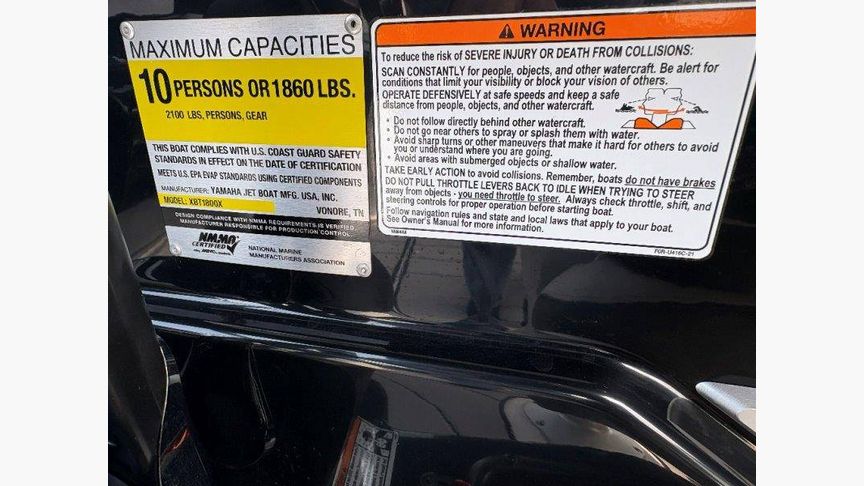 MAXIMUM CAPACITIES
10 PERSONS OR 1860 LBS.
2100 LBS, PERSONS, GEAR
THIS BOAT COMPLIES WITH U.S. COAST GUARD SAFETY
STANDARDS IN EFFECT ON THE DATE OF CERTIFICATION
MEETS U.S. EPA EVAP STANDARDS USING CERTIFIED COMPONENTS
MANUFACTURER: YAMAHA JET BOAT MFG. USA, INC.
MODEL: XBT1800X VONORE, TN
DESIGN COMPLIANCE WITH NMMA REQUIREMENTS IS VERIFIED.
MANUFACTURER RESPONSIBLE FOR PRODUCTION CONTROL.
NMMA
CERTIFIED
NATIONAL MARINE
MANUFACTURERS ASSOCIATION
WARNING
To reduce the risk of SEVERE INJURY OR DEATH FROM COLLISIONS:
SCAN CONSTANTLY for people, objects, and other watercraft. Be alert for
conditions that limit your visibility or block your vision of others.
OPERATE DEFENSIVELY at safe speeds and keep a safe
distance from people, objects, and other watercraft.
• Do not follow directly behind other watercraft.
• Do not go near others to spray or splash them with water.
• Avoid sharp turns or other maneuvers that make it hard for others to avoid
you or understand where you are going.
• Avoid areas with submerged objects or shallow water.
TAKE EARLY ACTION to avoid collisions. Remember, boats do not have brakes
DO NOT PULL THROTTLE LEVERS BACK TO IDLE WHEN TRYING TO STEER
away from objects - you need throttle to steer. Always check throttle, shift, and
steering controls for proper operation before starting boat.
Follow navigation rules and state and local laws that apply to your boat.
See Owner's Manual for more information.
YAMAHA F0R-U416C-21